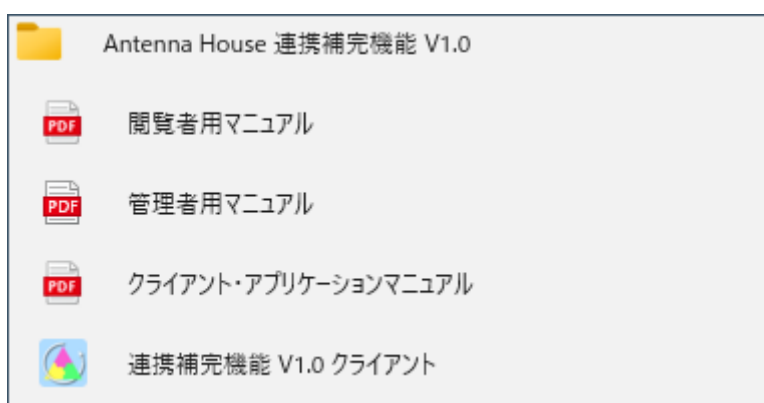 Antenna House 連携補完機能 V1.0
PDF 閲覧者用マニュアル
PDF 管理者用マニュアル
PDF クライアント・アプリケーションマニュアル
連携補完機能 V1.0 クライアント